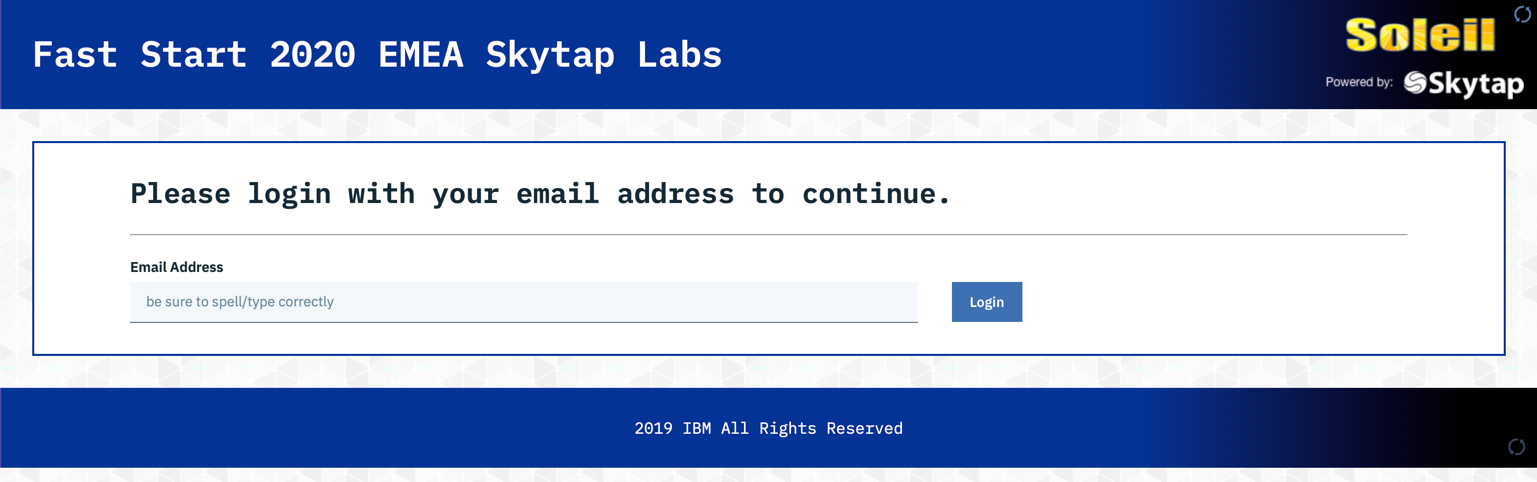 Fast Start 2020 EMEA Skytap Labs
Soleil
Powered by: Skytap
Please login with your email address to continue.
Email Address
be sure to spell/type correctly
Login
2019 IBM All Rights Reserved